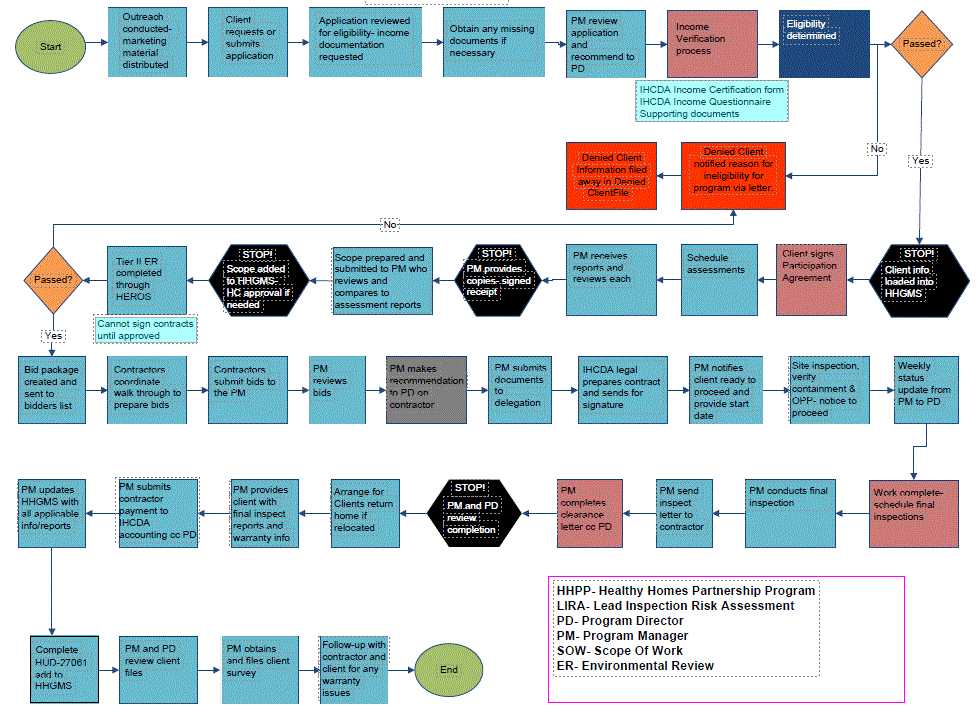 Start
Outreach
conducted-
marketing
material
distributed
Client
requests or
submits
application
Application reviewed
for eligibility- income
documentation
requested
Obtain any missing
documents if
necessary
PM review
application
and
recommend to
PD
Income
Verification
process
Eligibility
determined
Passed?
IHCDA Income Certification form
IHCDA Income Questionnaire
Supporting documents
No
Yes
Denied Client
Information filed
away in Denied
ClientFile
Denied Client
notified reason for
ineligibility for
program via letter.
No
Passed?
Tier II ER
completed
through
HEROS
STOP!
Scope added
to HHGMS-
HC approval if
needed
Scope prepared and
submitted to PM who
reviews and
compares to
assessment reports
STOP!
PM provides
copies- signed
receipt
PM receives
reports and
reviews each
Schedule
assessments
Client signs
Participation
Agreement
STOP!
Client info
loaded into
HHGMS
Cannot sign contracts
until approved
Yes
Bid package
created and
sent to
bidders list
Contractors
coordinate
walk through to
prepare bids
Contractors
submit bids to
the PM
PM
reviews
bids
PM makes
recommendation
to PD on
contractor
PM submits
documents
to
delegation
IHCDA legal
prepares contract
and sends for
signature
PM notifies
client ready to
proceed and
provide start
date
Site inspection,
verify
containment &
OPP- notice to
proceed
Weekly
status
update from
PM to PD
PM updates
HHGMS with
all applicable
info/reports
PM submits
contractor
payment to
IHCDA
accounting cc PD
PM provides
client with
final inspect
reports and
warranty info
Arrange for
Clients return
home if
relocated
STOP!
PM and PD
review
completion
PM
completes
clearance
letter cc PD
PM send
inspect
letter to
contractor
PM conducts final
inspection
Work complete-
schedule final
inspections
HHPP- Healthy Homes Partnership Program
LIRA- Lead Inspection Risk Assessment
PD- Program Director
PM- Program Manager
SOW- Scope Of Work
ER- Environmental Review
Complete
HUD-27061
add to
HHGMS
PM and PD
review client
files
PM obtains
and files client
survey
Follow-up with
contractor and
client for any
warranty
issues
End